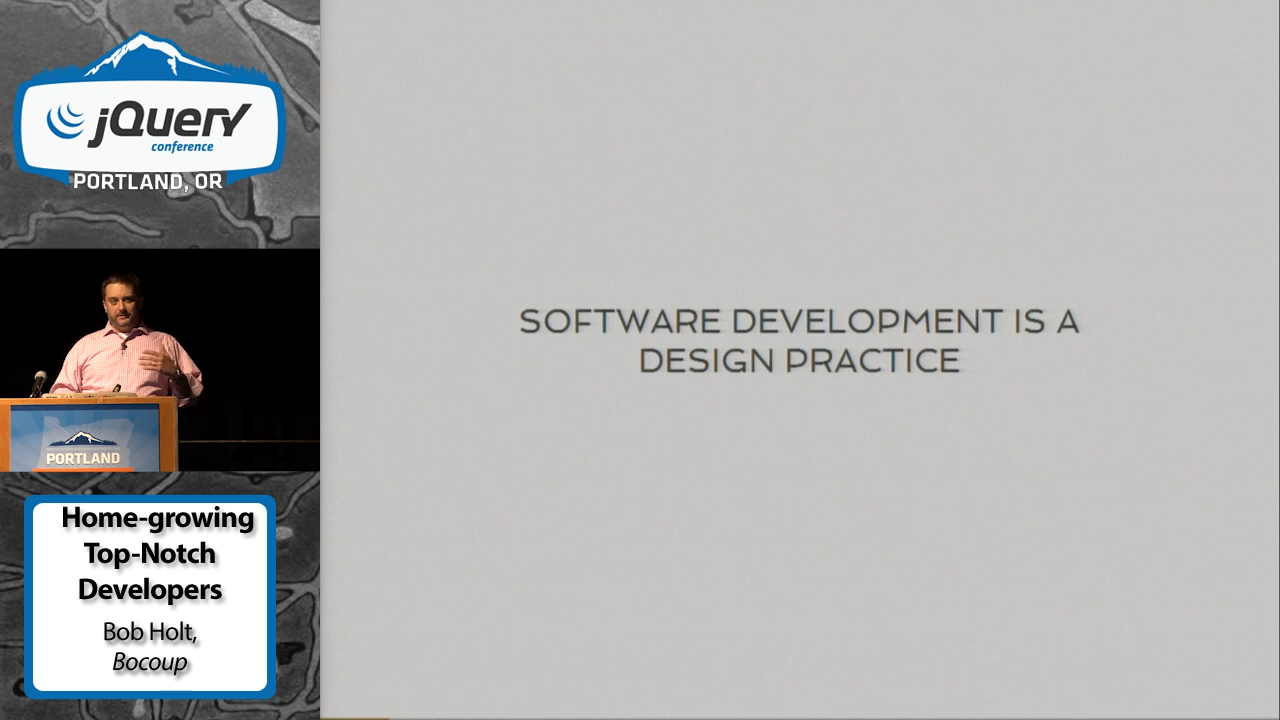 jQuery
conference
PORTLAND, OR
PORTLAND
Home-growing
Top-Notch
Developers
Bob Holt,
Bocoup
SOFTWARE DEVELOPMENT IS A
DESIGN PRACTICE